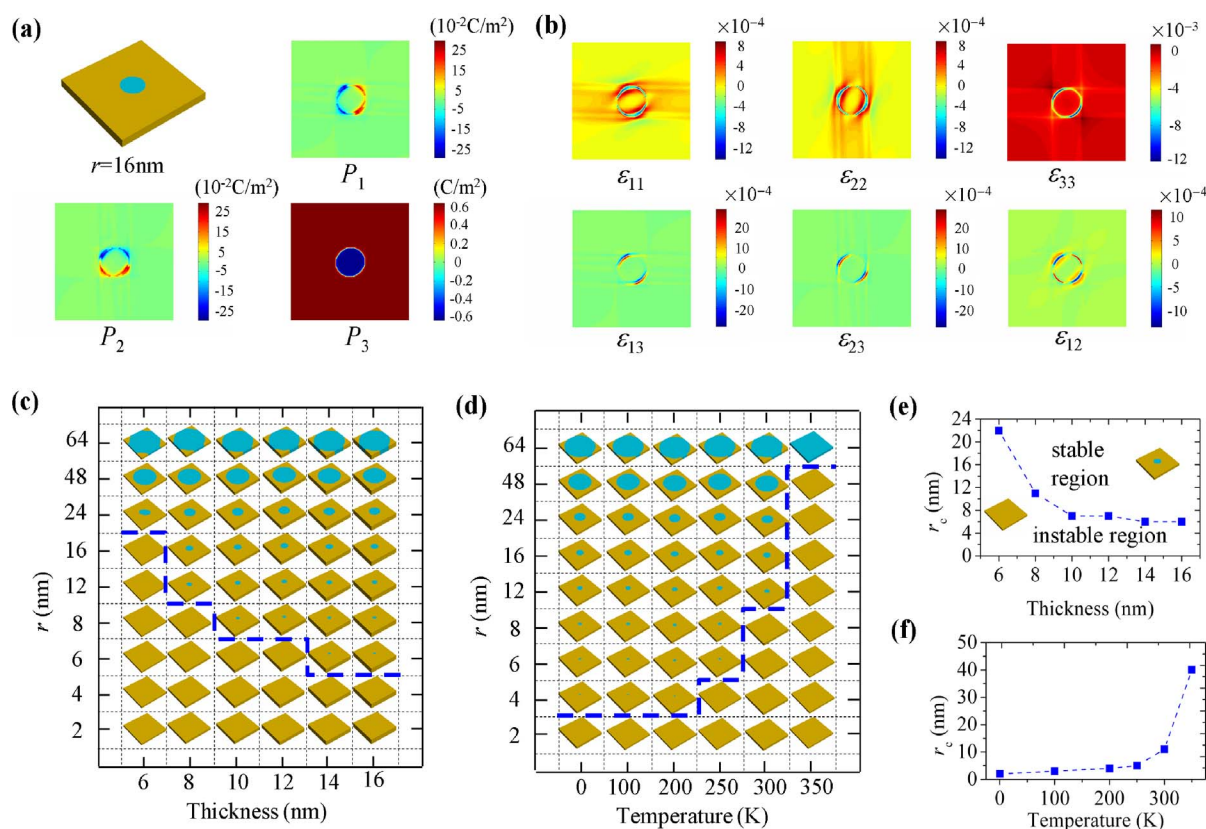 (a)
(10⁻²C/m²)
25
15
5
-5
-15
-25
r=16nm
P₁
(10⁻²C/m²)
25
15
5
-5
-15
-25
P₂
(C/m²)
0.6
0.4
0.2
0
-0.2
-0.4
-0.6
P₃
(b)
×10⁻⁴
8
4
0
-4
-8
-12
ε₁₁
×10⁻⁴
8
4
0
-4
-8
-14
ε₂₂
×10⁻³
0
-4
-8
-12
ε₃₃
×10⁻⁴
20
10
0
-10
-20
ε₁₃
×10⁻⁴
20
10
0
-10
-20
ε₂₃
×10⁻⁴
10
5
0
-5
-10
ε₁₂
(c)
r (nm)
64
48
24
16
12
8
6
4
2
6 8 10 12 14 16
Thickness (nm)
(d)
r (nm)
64
48
24
16
12
8
6
4
2
0 100 200 250 300 350
Temperature (K)
(e)
r_c (nm)
24
20
16
12
8
4
0
stable
region
instable region
6 8 10 12 14 16
Thickness (nm)
(f)
r_c (nm)
50
40
30
20
10
0
0 100 200 300
Temperature (K)